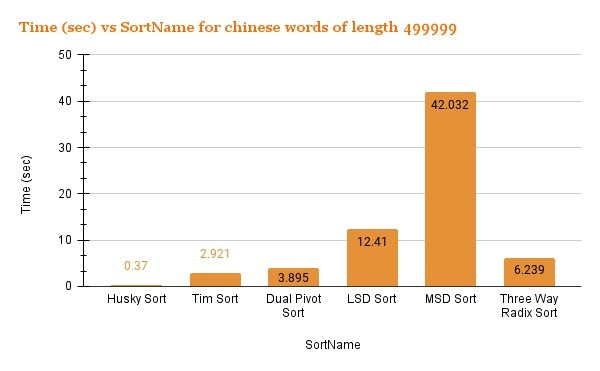 Time (sec) vs SortName for chinese words of length 499999
Time (sec)
50
40
30
20
10
0
0.37
2.921
3.895
12.41
42.032
6.239
Husky Sort
Tim Sort
Dual Pivot
Sort
LSD Sort
MSD Sort
Three Way
Radix Sort
SortName